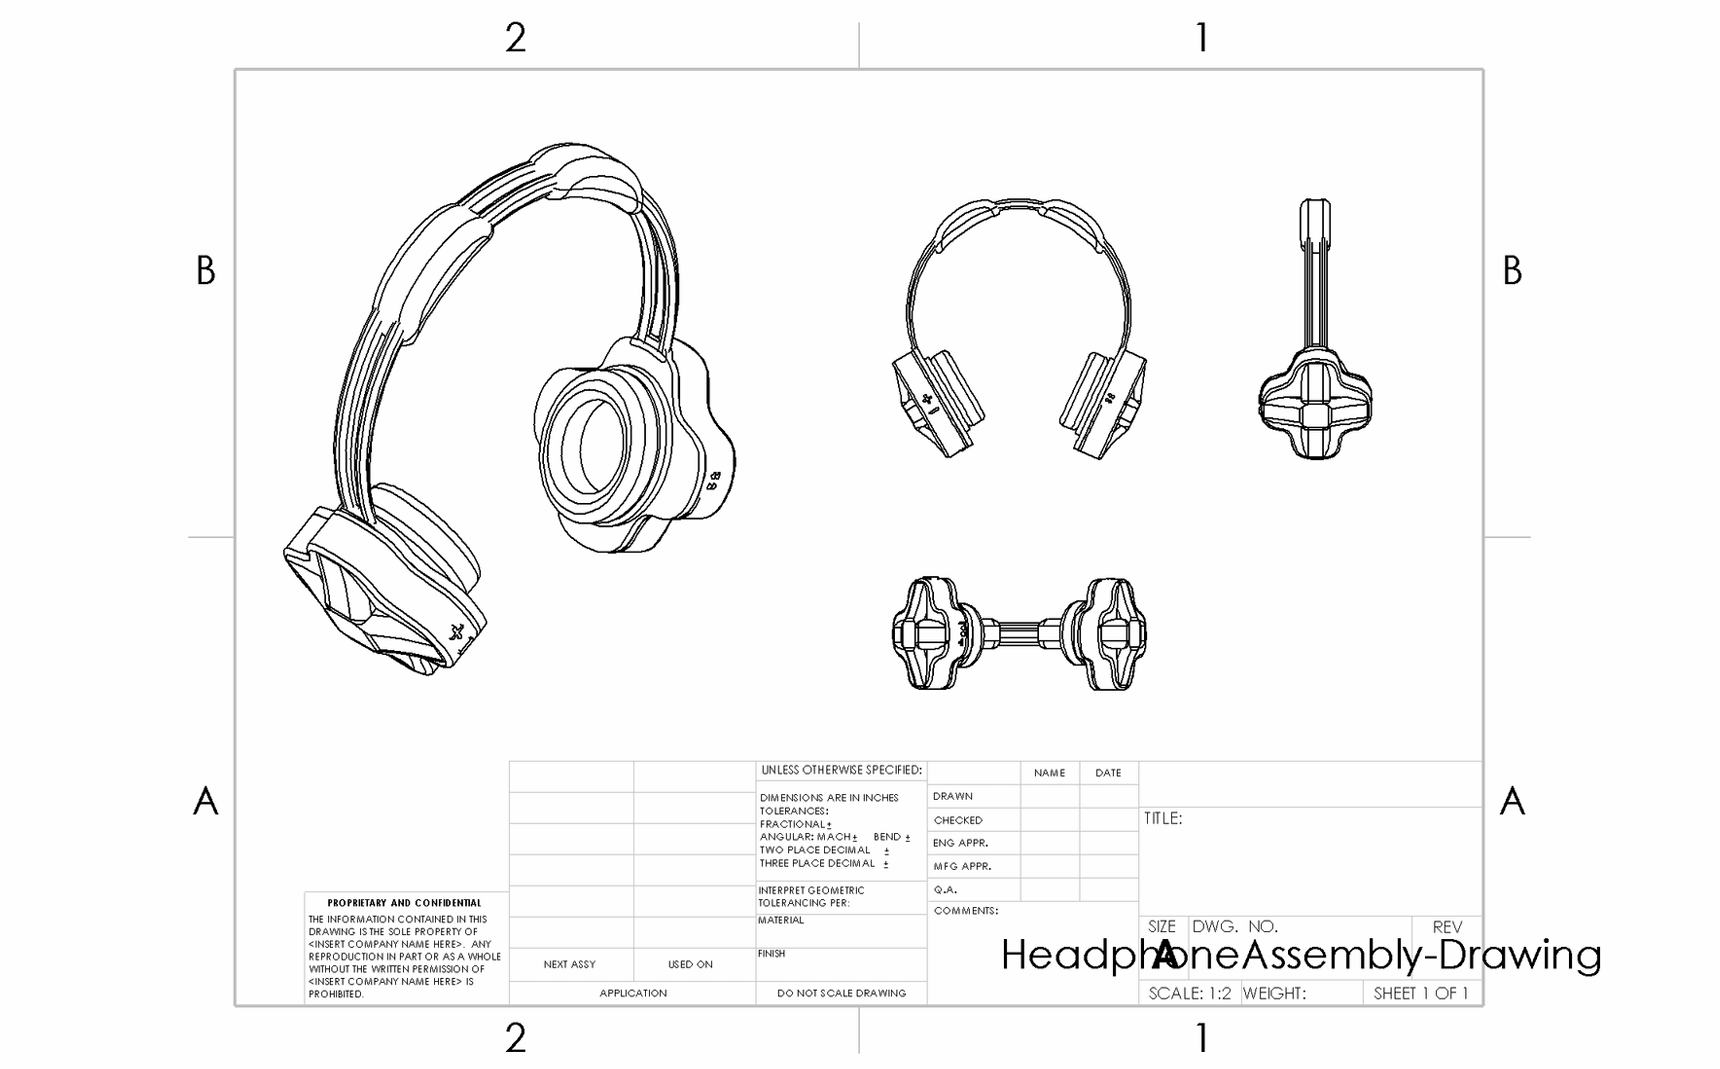 2 1
B B
A A
UNLESS OTHERWISE SPECIFIED:
DIMENSIONS ARE IN INCHES
TOLERANCES:
FRACTIONAL±
ANGULAR: MACH± BEND ±
TWO PLACE DECIMAL ±
THREE PLACE DECIMAL ±
INTERPRET GEOMETRIC
TOLERANCING PER:
MATERIAL
FINISH
DO NOT SCALE DRAWING
NAME DATE
DRAWN
CHECKED
ENG APPR.
MFG APPR.
Q.A.
COMMENTS:
TITLE:
SIZE DWG. NO. REV
A
HeadphoneAssembly-Drawing
SCALE: 1:2 WEIGHT: SHEET 1 OF 1
PROPRIETARY AND CONFIDENTIAL
THE INFORMATION CONTAINED IN THIS
DRAWING IS THE SOLE PROPERTY OF
<INSERT COMPANY NAME HERE>. ANY
REPRODUCTION IN PART OR AS A WHOLE
WITHOUT THE WRITTEN PERMISSION OF
<INSERT COMPANY NAME HERE> IS
PROHIBITED.
NEXT ASSY USED ON
APPLICATION
2 1